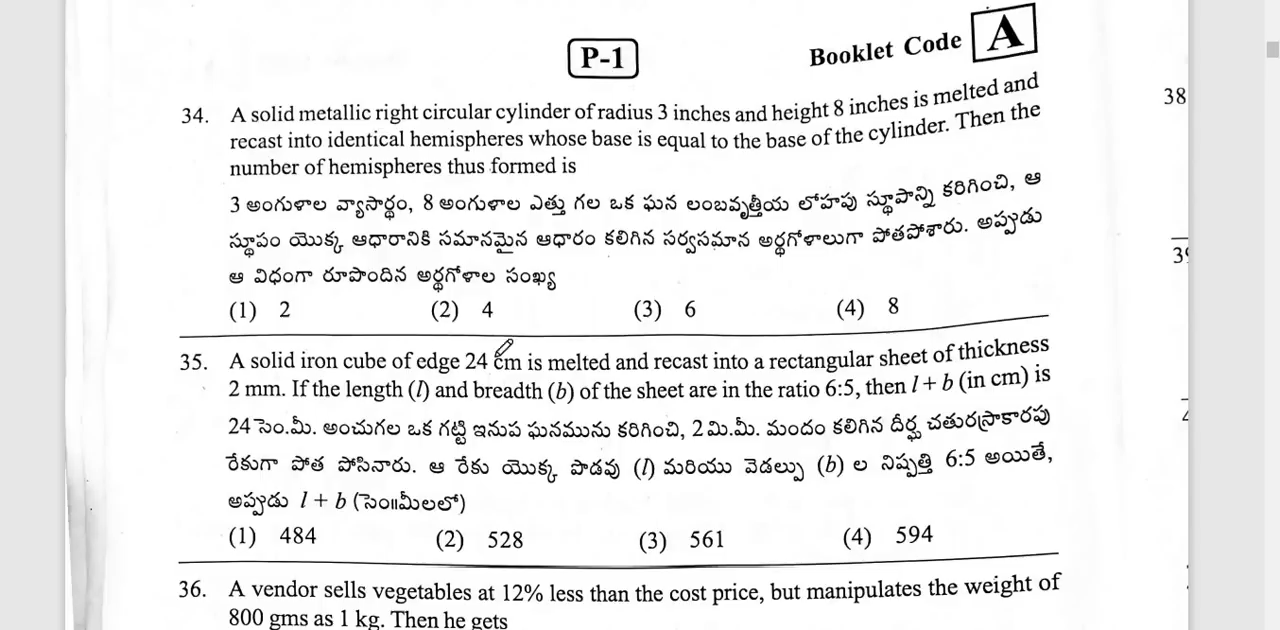 P-1
Booklet Code A
34. A solid metallic right circular cylinder of radius 3 inches and height 8 inches is melted and
recast into identical hemispheres whose base is equal to the base of the cylinder. Then the
number of hemispheres thus formed is
3 అంగుళాల వ్యాసార్థం, 8 అంగుళాల ఎత్తు గల ఒక ఘన లంబవృత్తీయ లోహపు స్థూపాన్ని కరిగించి, ఆ
స్థూపం యొక్క ఆధారానికి సమానమైన ఆధారం కలిగిన సర్వసమాన అర్థగోళాలుగా పోతపోశారు. అప్పుడు
ఆ విధంగా రూపొందిన అర్థగోళాల సంఖ్య
(1) 2 (2) 4 (3) 6 (4) 8
35. A solid iron cube of edge 24 cm is melted and recast into a rectangular sheet of thickness
2 mm. If the length (l) and breadth (b) of the sheet are in the ratio 6:5, then l + b (in cm) is
24 సెం.మీ. అంచుగల ఒక గట్టి ఇనుప ఘనమును కరిగించి, 2 మి.మీ. మందం కలిగిన దీర్ఘ చతురస్రాకారపు
రేకుగా పోత పోసినారు. ఆ రేకు యొక్క పొడవు (l) మరియు వెడల్పు (b) ల నిష్పత్తి 6:5 అయితే,
అప్పుడు l + b (సెం॥మీలలో)
(1) 484 (2) 528 (3) 561 (4) 594
36. A vendor sells vegetables at 12% less than the cost price, but manipulates the weight of
800 gms as 1 kg. Then he gets
38